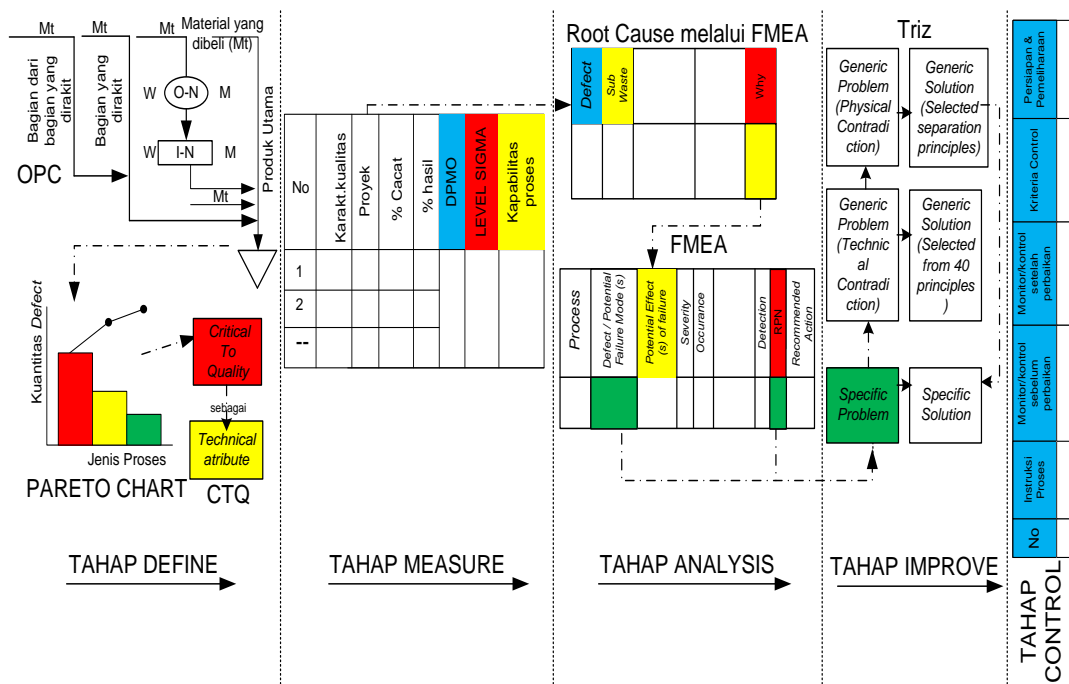 Mt
Mt
Mt
Material yang
dibeli (Mt)
Bagian dari
bagian yang
dirakit
Bagian yang
dirakit
W
O-N
M
W
I-N
M
Mt
Produk Utama
OPC
Kuantitas Defect
Jenis Proses
PARETO CHART
Critical
To
Quality
sebagai
Technical
atribute
CTQ
TAHAP DEFINE
No
Karakt.kualitas
Proyek
% Cacat
% hasil
DPMO
LEVEL SIGMA
Kapabilitas
proses
1
2
--
TAHAP MEASURE
Root Cause melalui FMEA
Defect
Sub
Waste
Why
FMEA
Process
Defect / Potential
Failure Mode (s)
Potential Effect
(s) of failure
Severity
Occurance
Detection
RPN
Recommended
Action
TAHAP ANALYSIS
Triz
Generic
Problem
(Physical
Contradi
ction)
Generic
Solution
(Selected
separation
principles)
Generic
Problem
(Technic
al
Contradi
ction)
Generic
Solution
(Selected
from 40
principles
)
Specific
Problem
Specific
Solution
TAHAP IMPROVE
Persiapan &
Pemeliharaan
Kriteria Control
Monitor/kontrol
setelah
perbaikan
Monitor/kontrol
sebelum
perbaikan
Instruksi
Proses
No
TAHAP
CONTROL